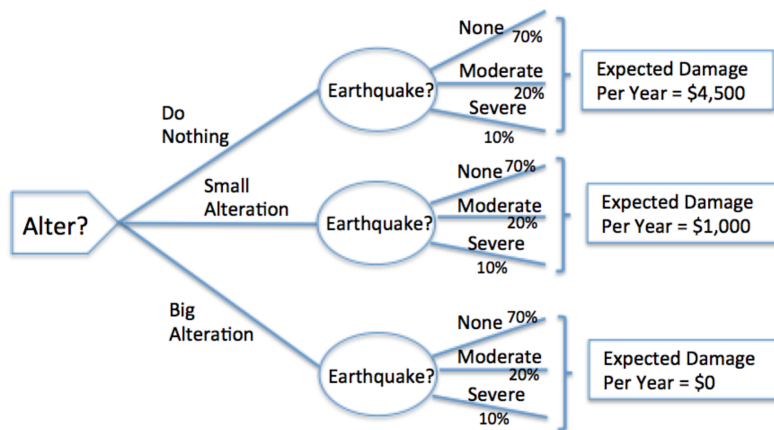 None
70%
Moderate
20%
Severe
10%
Earthquake?
Expected Damage
Per Year = $4,500
Do
Nothing
Small
Alteration
Alter?
None 70%
Moderate
20%
Severe
10%
Earthquake?
Expected Damage
Per Year = $1,000
Big
Alteration
None 70%
Moderate
20%
Severe
10%
Earthquake?
Expected Damage
Per Year = $0